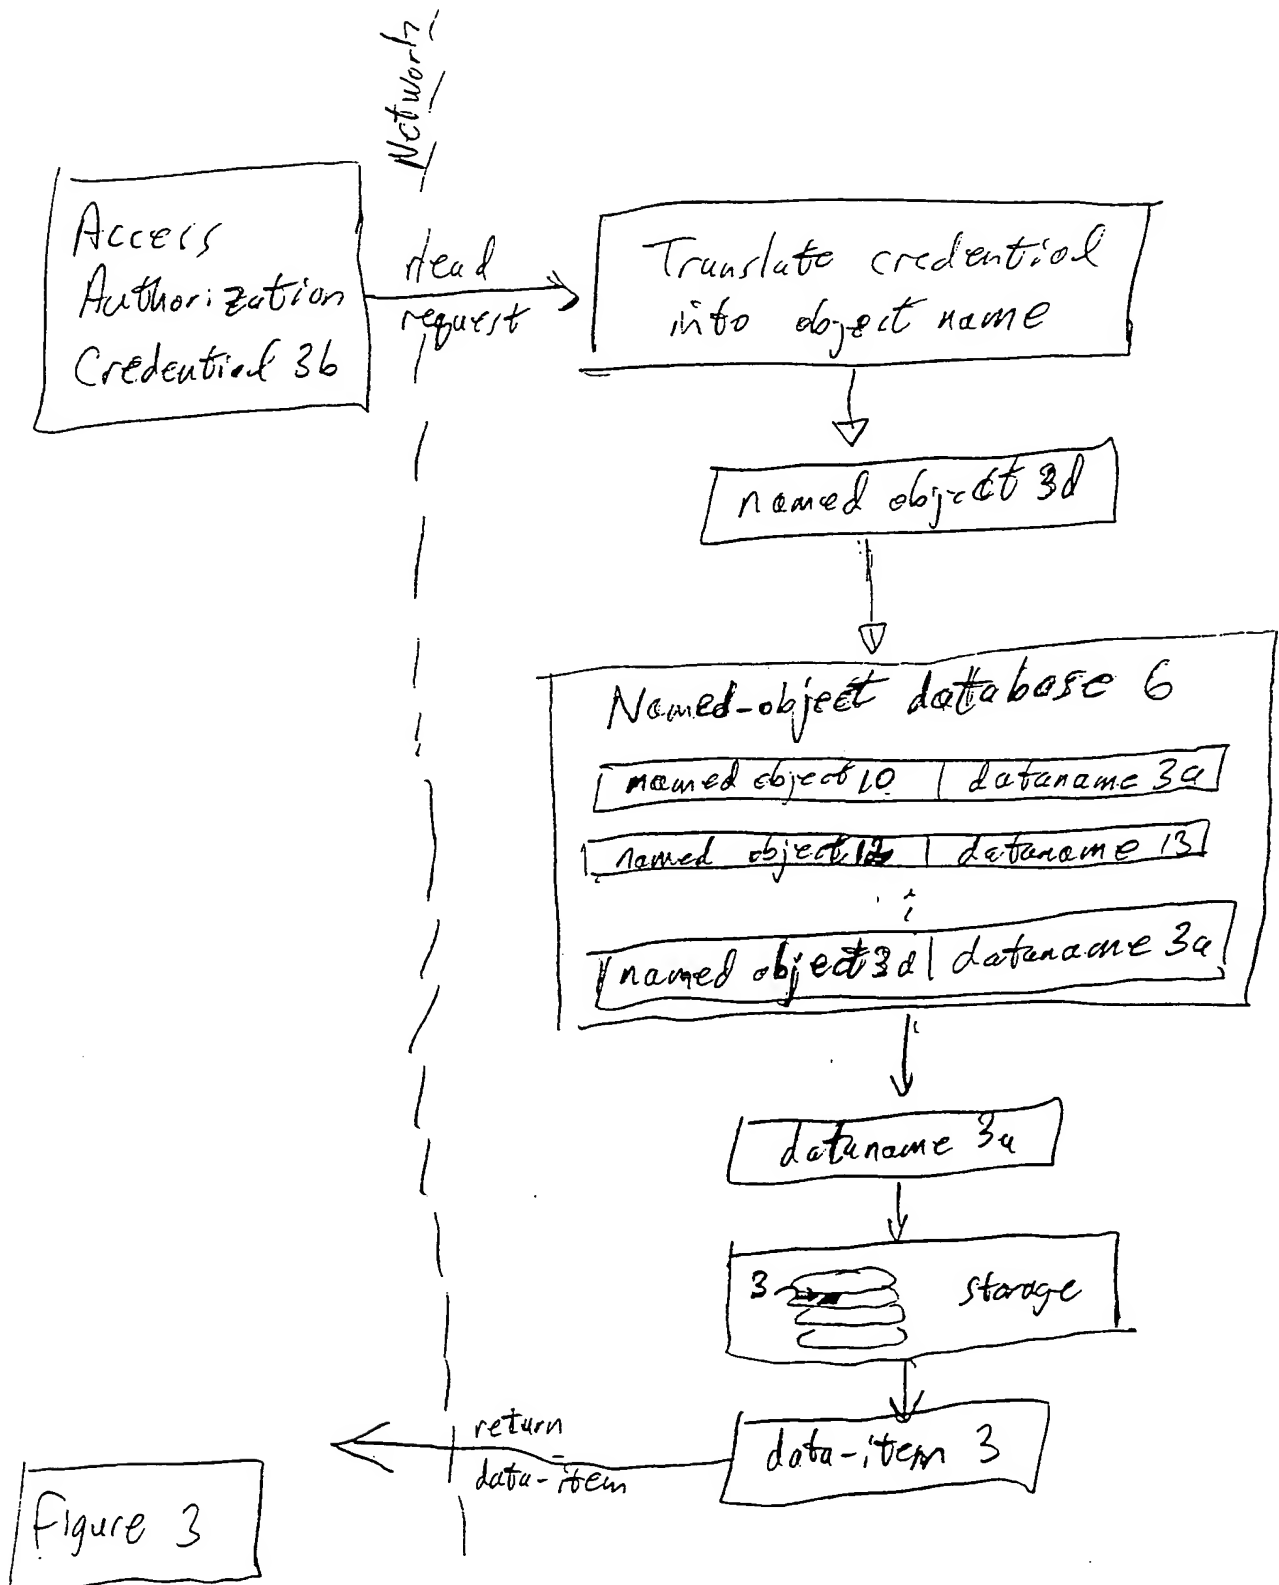 Network
Access
Authorization
Credential 3b
read
request
Translate credential
into object name
named object 3d
Named-object database 6
named object 10 | dataname 3a
named object 12 | dataname 13
named object 3d | dataname 3a
dataname 3a
3
storage
data-item 3
return
data-item
Figure 3